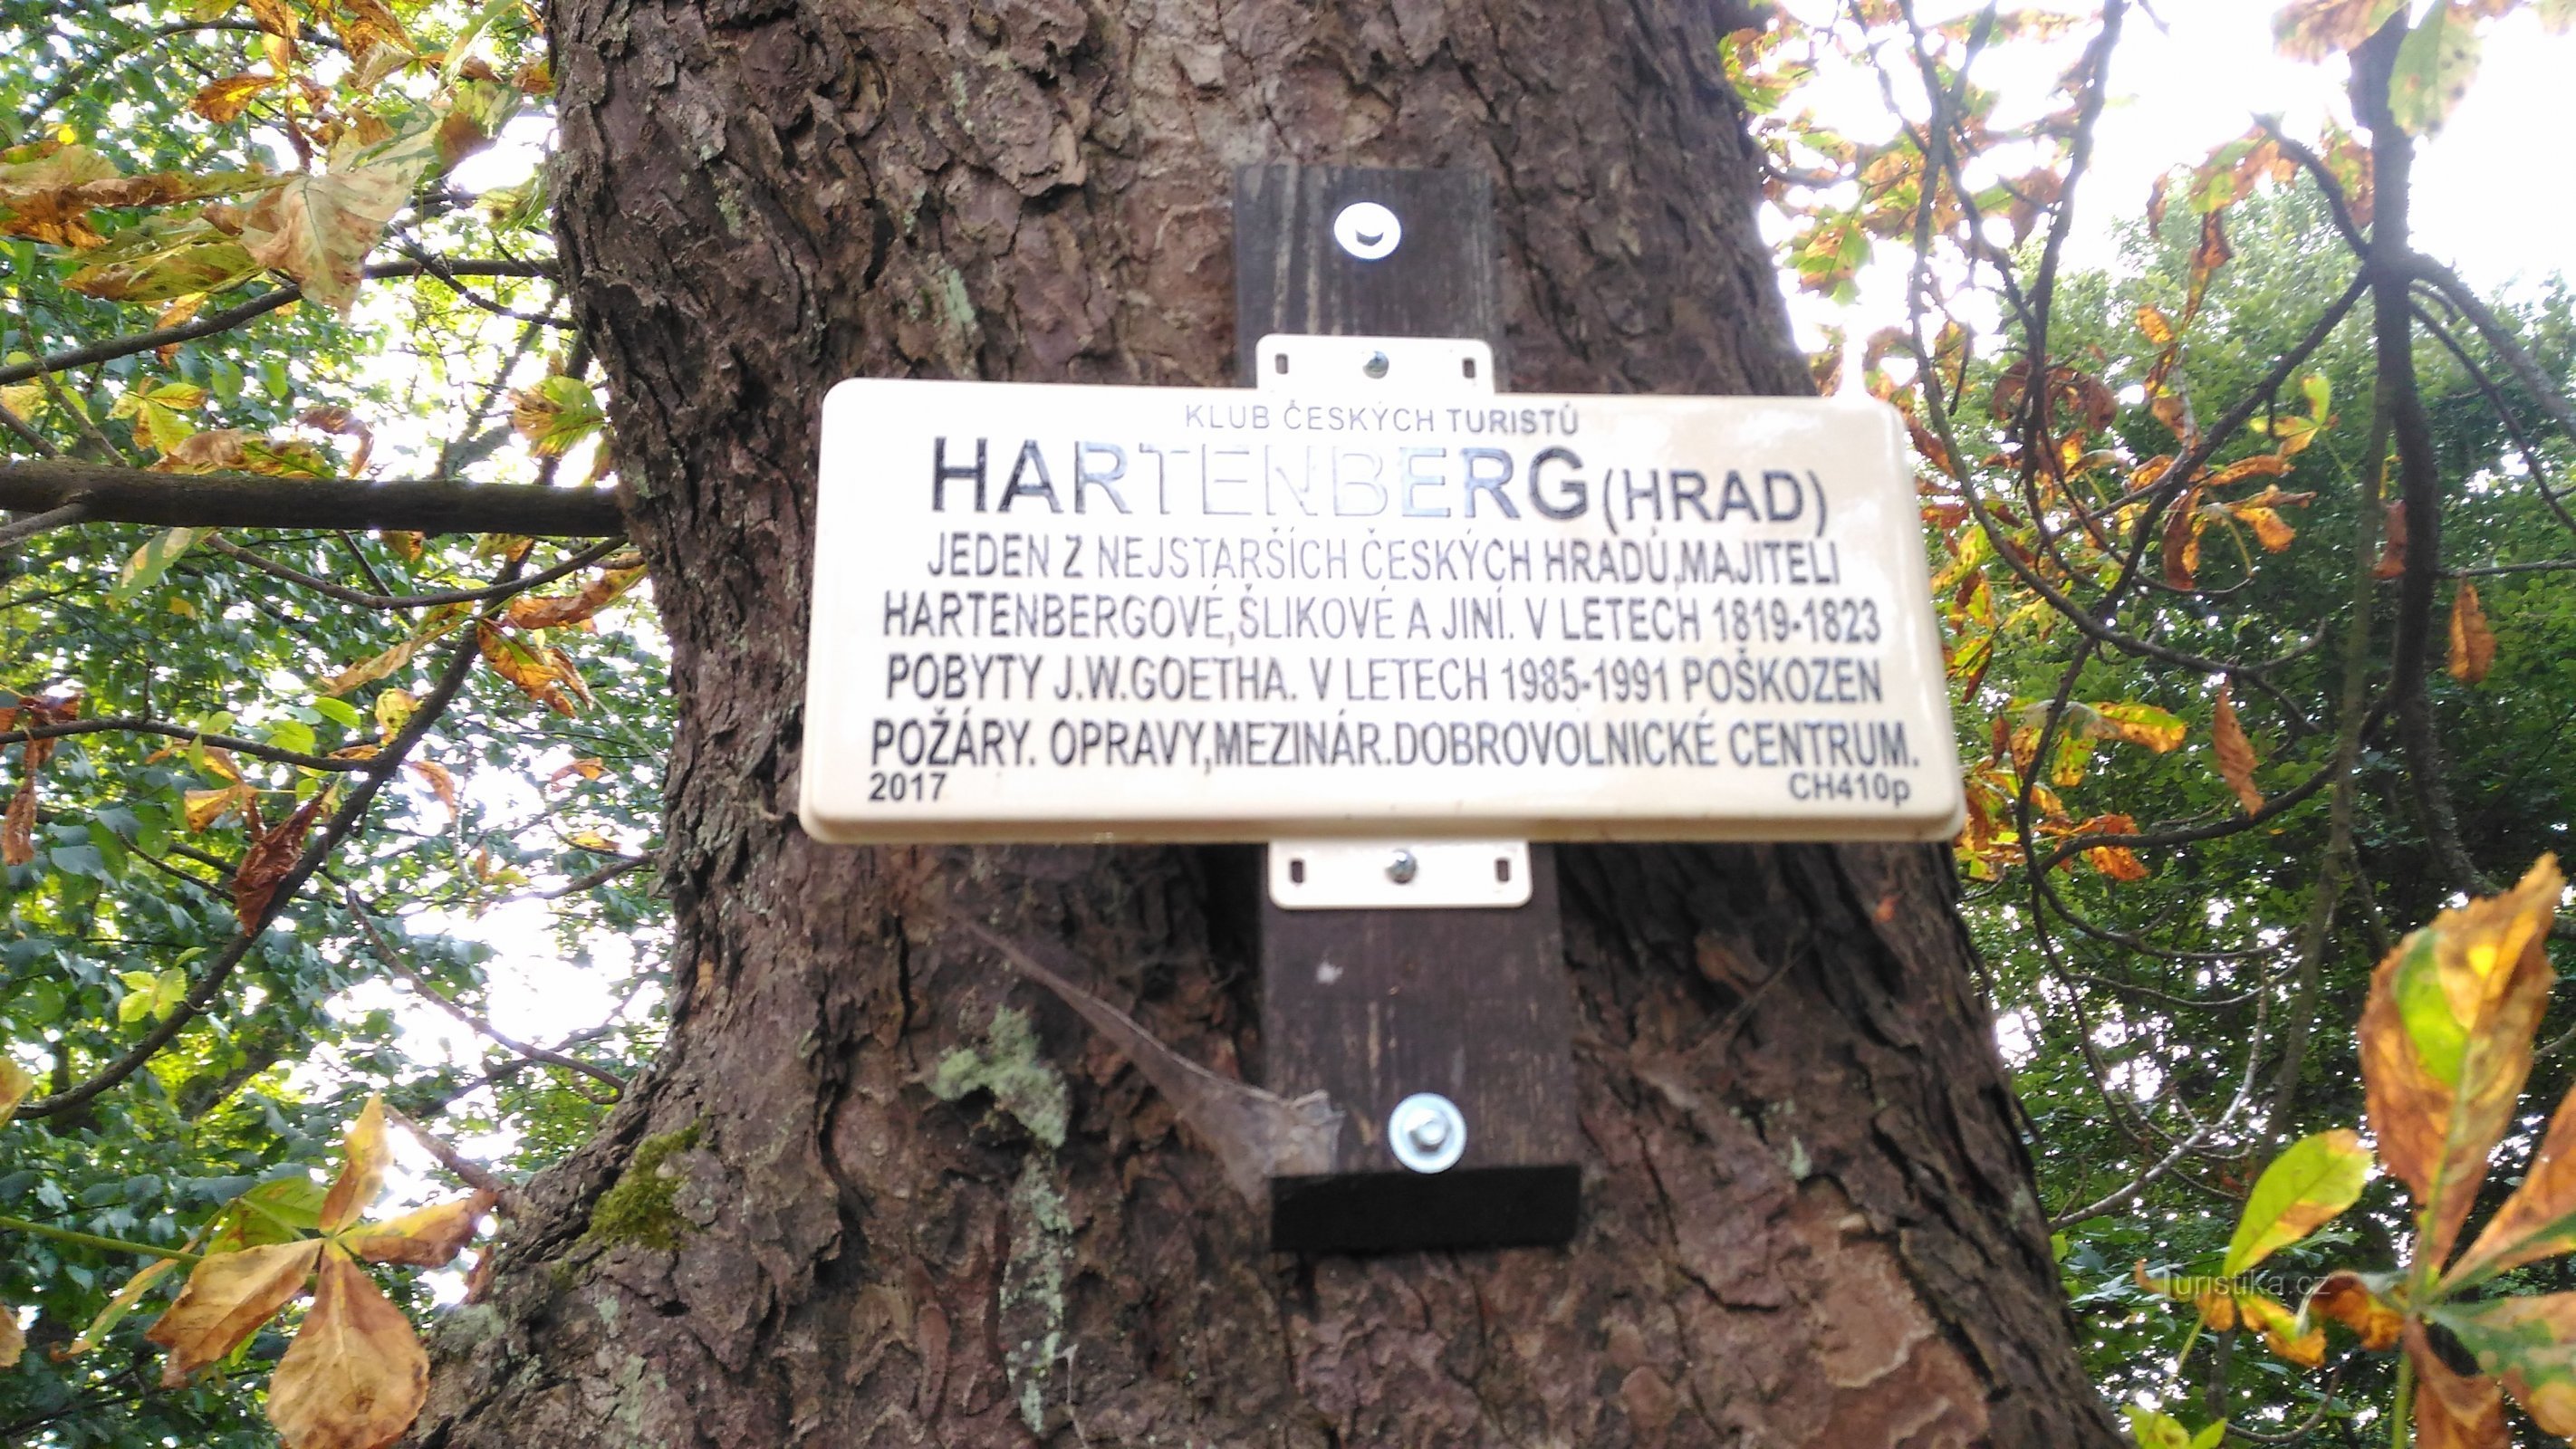 KLUB ČESKÝCH TURISTŮ
HARTENBERG (HRAD)
JEDEN Z NEJSTARŠÍCH ČESKÝCH HRADŮ,MAJITELI
HARTENBERGOVÉ,ŠLIKOVÉ A JINÍ. V LETECH 1819-1823
POBYTY J.W.GOETHA. V LETECH 1985-1991 POŠKOZEN
POŽÁRY. OPRAVY,MEZINÁR.DOBROVOLNICKÉ CENTRUM.
2017 CH410p
Turistika.cz